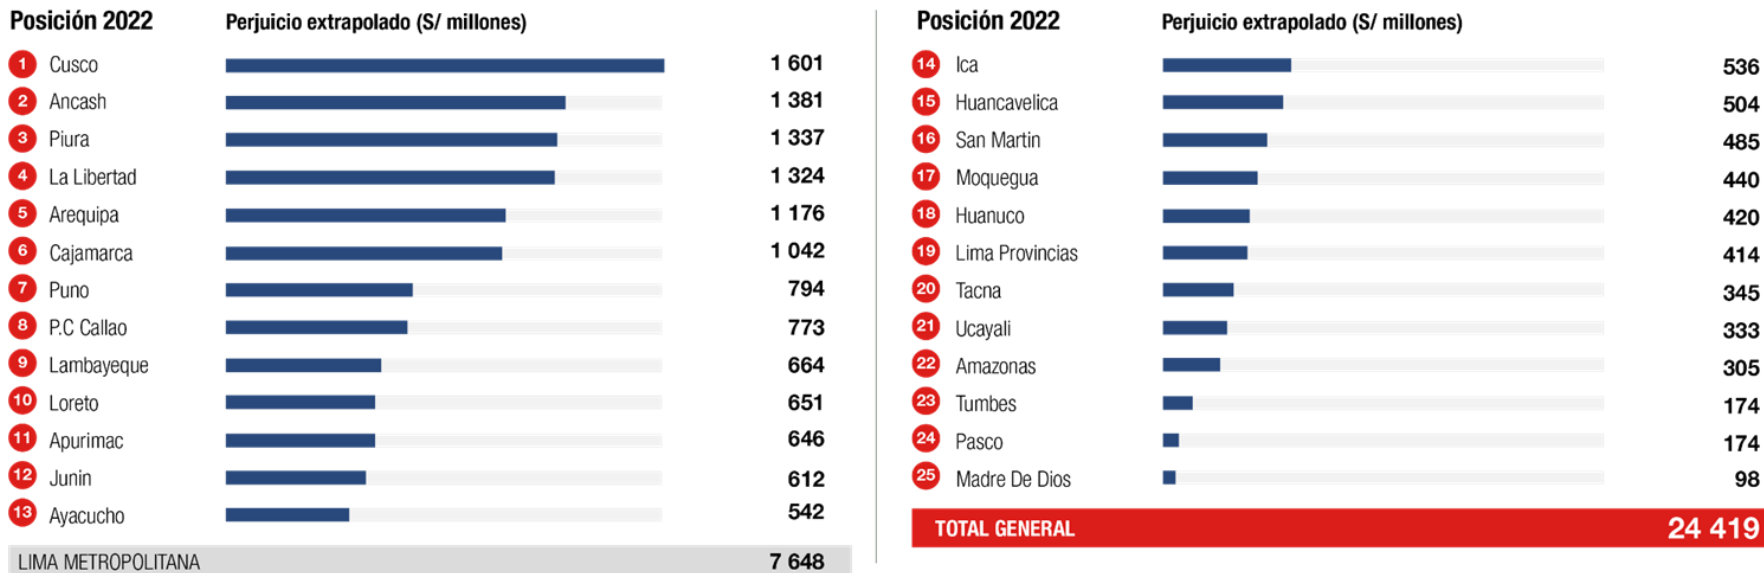 Posición 2022 Perjuicio extrapolado (S/ millones)
1 Cusco 1 601
2 Ancash 1 381
3 Piura 1 337
4 La Libertad 1 324
5 Arequipa 1 176
6 Cajamarca 1 042
7 Puno 794
8 P.C Callao 773
9 Lambayeque 664
10 Loreto 651
11 Apurimac 646
12 Junin 612
13 Ayacucho 542
LIMA METROPOLITANA 7 648
Posición 2022 Perjuicio extrapolado (S/ millones)
14 Ica 536
15 Huancavelica 504
16 San Martin 485
17 Moquegua 440
18 Huanuco 420
19 Lima Provincias 414
20 Tacna 345
21 Ucayali 333
22 Amazonas 305
23 Tumbes 174
24 Pasco 174
25 Madre De Dios 98
TOTAL GENERAL 24 419